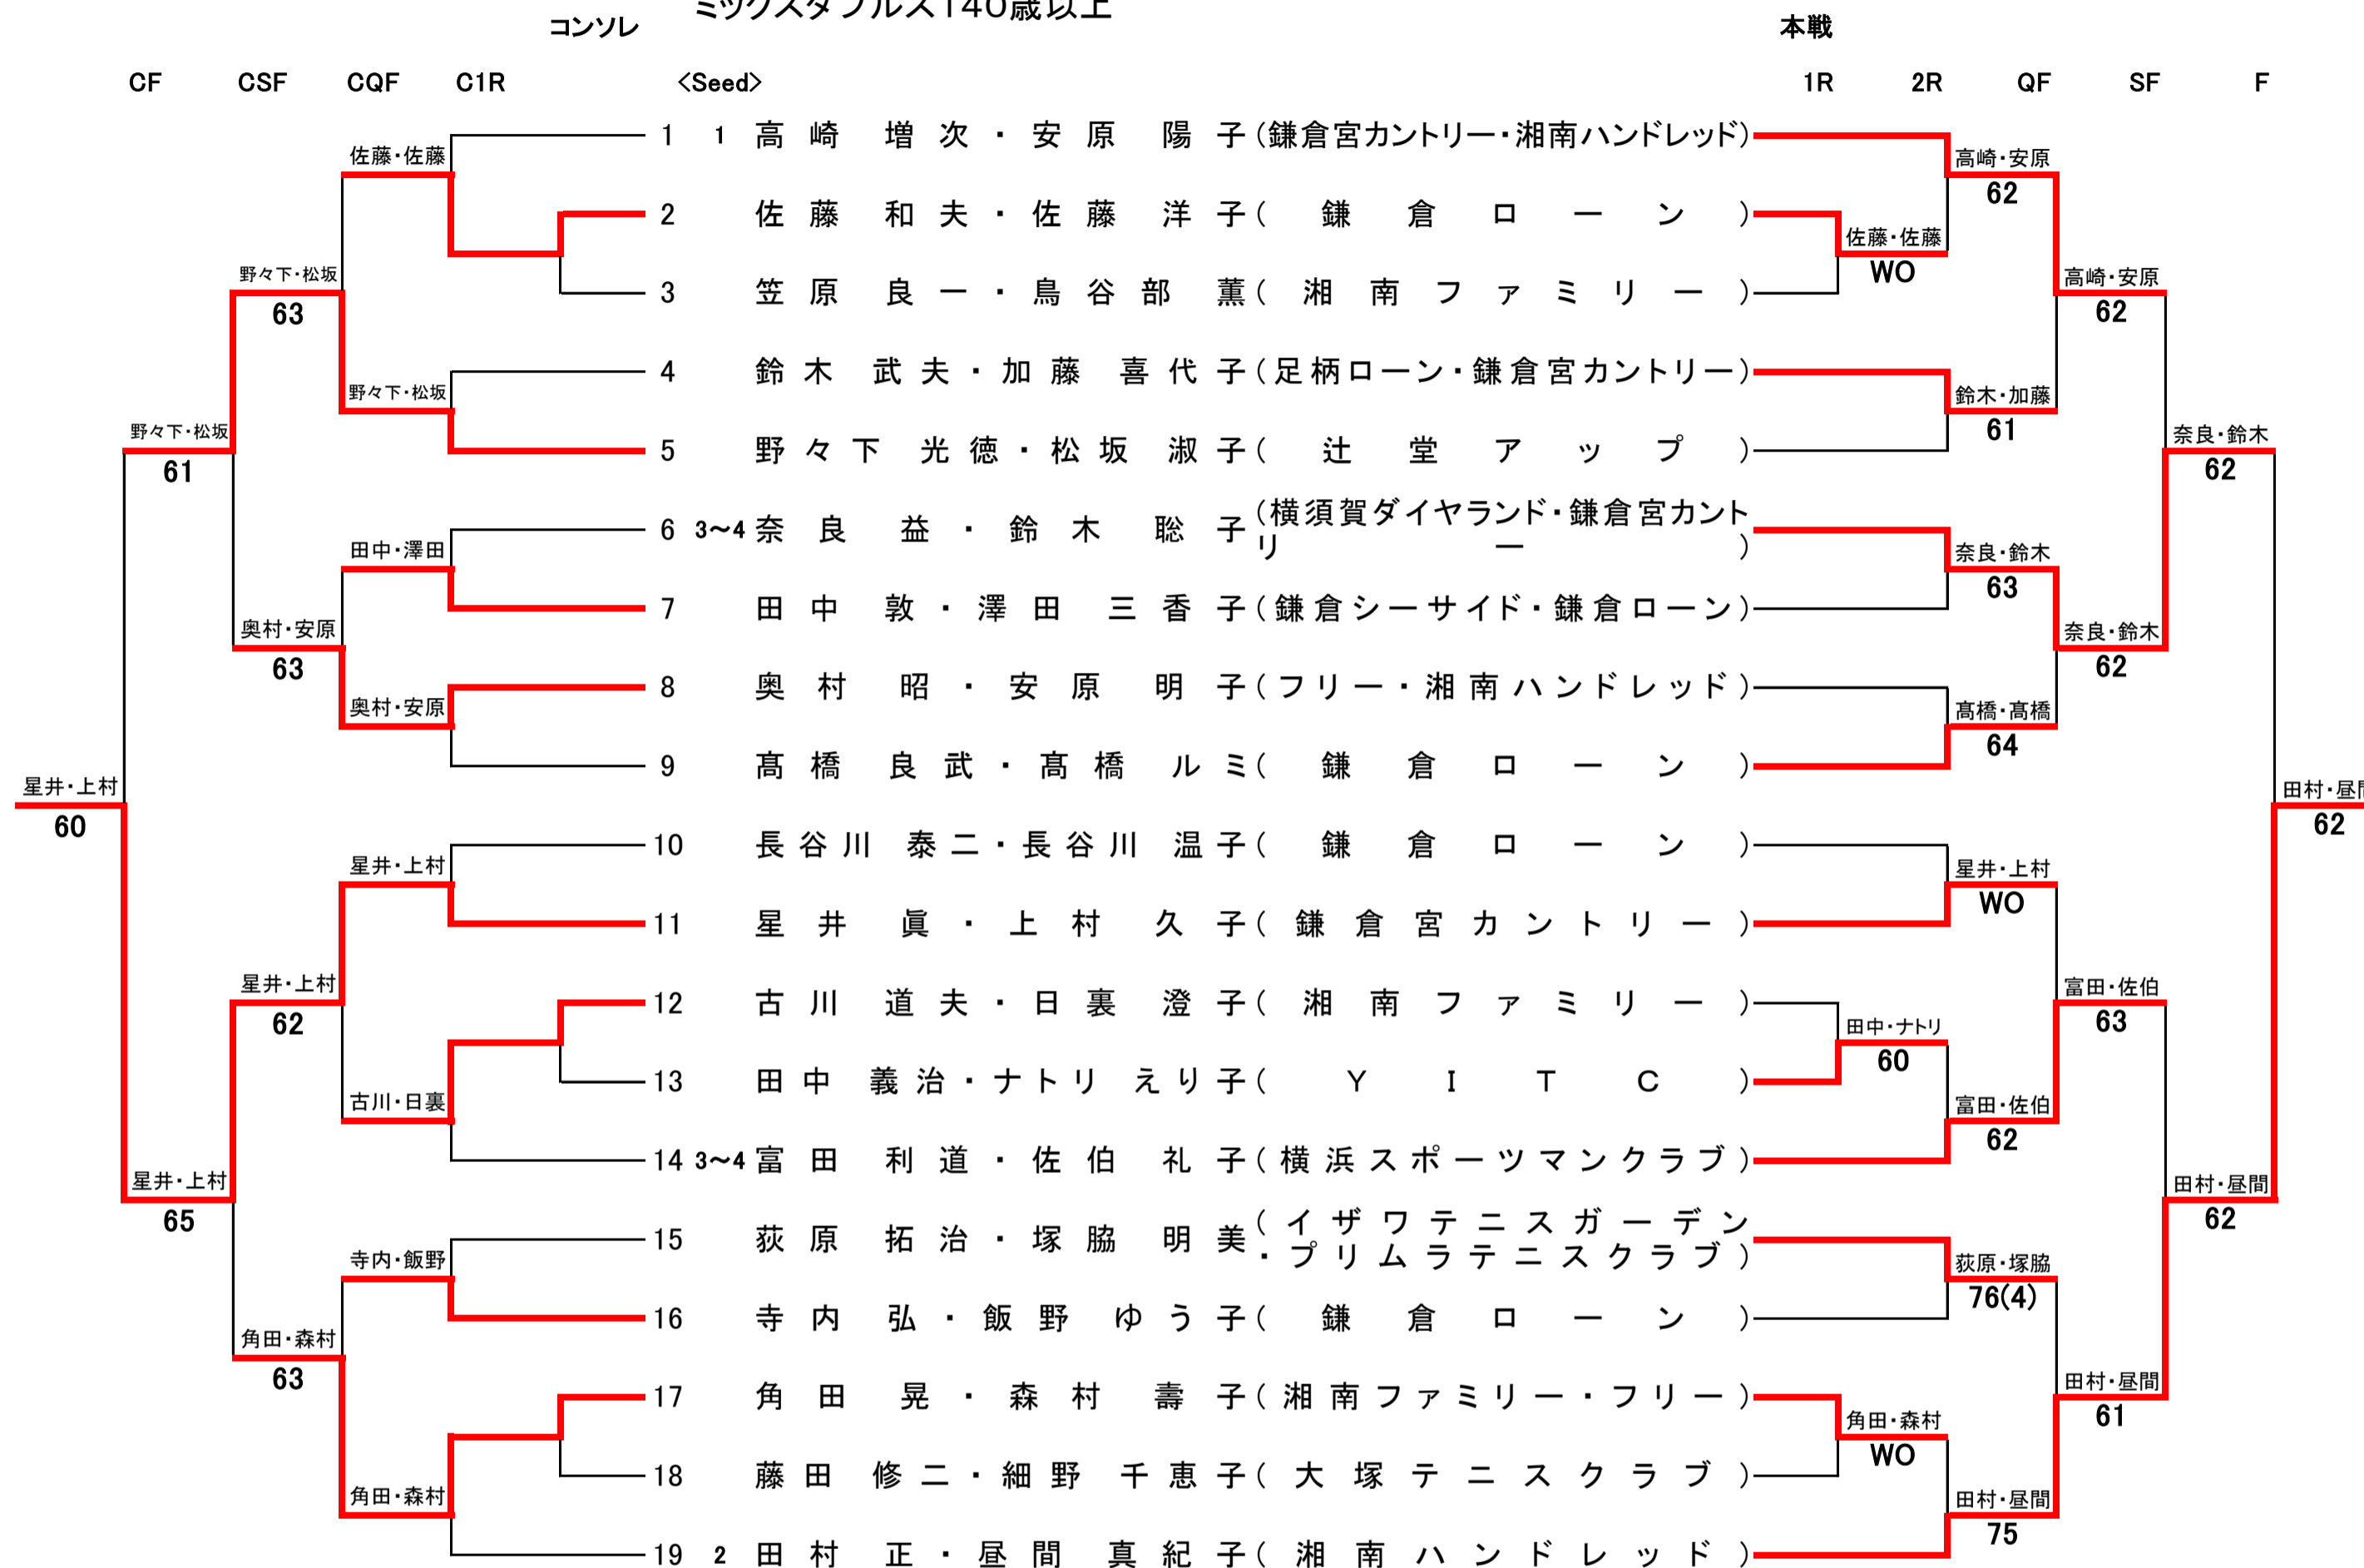 ミックスダブルス140歳以上
コンソレ 本戦
CF CSF CQF C1R <Seed> 1R 2R QF SF F
1 1 高崎 増次・安原 陽子(鎌倉宮カントリー・湘南ハンドレッド)
佐藤・佐藤
高崎・安原
62
2 佐藤 和夫・佐藤 洋子(鎌倉ローン)
佐藤・佐藤
WO
野々下・松坂
63
3 笠原 良一・鳥谷部 薫(湘南ファミリー)
高崎・安原
62
4 鈴木 武夫・加藤 喜代子(足柄ローン・鎌倉宮カントリー)
野々下・松坂
鈴木・加藤
61
野々下・松坂
61
5 野々下 光徳・松坂 淑子(辻堂アップ)
奈良・鈴木
62
6 3~4 奈良 益・鈴木 聡子(横須賀ダイヤランド・鎌倉宮カント
リー)
田中・澤田
奈良・鈴木
63
7 田中 敦・澤田 三香子(鎌倉シーサイド・鎌倉ローン)
奥村・安原
63
奈良・鈴木
62
8 奥村 昭・安原 明子(フリー・湘南ハンドレッド)
奥村・安原
髙橋・髙橋
64
9 髙橋 良武・髙橋 ルミ(鎌倉ローン)
星井・上村
60
田村・昼間
62
10 長谷川 泰二・長谷川 温子(鎌倉ローン)
星井・上村
星井・上村
WO
11 星井 眞・上村 久子(鎌倉宮カントリー)
星井・上村
62
富田・佐伯
63
12 古川 道夫・日裏 澄子(湘南ファミリー)
田中・ナトリ
60
13 田中 義治・ナトリ えり子(YITC)
古川・日裏
富田・佐伯
62
14 3~4 富田 利道・佐伯 礼子(横浜スポーツマンクラブ)
星井・上村
65
田村・昼間
62
15 荻原 拓治・塚脇 明美(イザワテニスガーデン
・プリムラテニスクラブ)
寺内・飯野
荻原・塚脇
76(4)
16 寺内 弘・飯野 ゆう子(鎌倉ローン)
角田・森村
63
田村・昼間
61
17 角田 晃・森村 壽子(湘南ファミリー・フリー)
角田・森村
WO
18 藤田 修二・細野 千恵子(大塚テニスクラブ)
角田・森村
田村・昼間
75
19 2 田村 正・昼間 真紀子(湘南ハンドレッド)